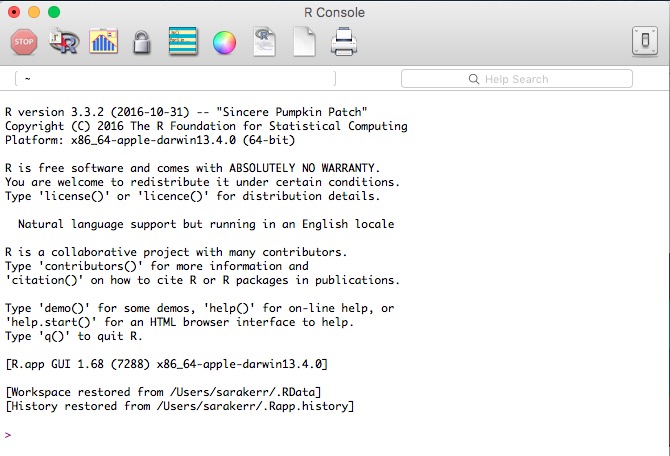 R Console
STOP
R
~
Help Search
R version 3.3.2 (2016-10-31) -- "Sincere Pumpkin Patch"
Copyright (C) 2016 The R Foundation for Statistical Computing
Platform: x86_64-apple-darwin13.4.0 (64-bit)
R is free software and comes with ABSOLUTELY NO WARRANTY.
You are welcome to redistribute it under certain conditions.
Type 'license()' or 'licence()' for distribution details.
Natural language support but running in an English locale
R is a collaborative project with many contributors.
Type 'contributors()' for more information and
'citation()' on how to cite R or R packages in publications.
Type 'demo()' for some demos, 'help()' for on-line help, or
'help.start()' for an HTML browser interface to help.
Type 'q()' to quit R.
[R.app GUI 1.68 (7288) x86_64-apple-darwin13.4.0]
[Workspace restored from /Users/sarakerr/.RData]
[History restored from /Users/sarakerr/.Rapp.history]
>